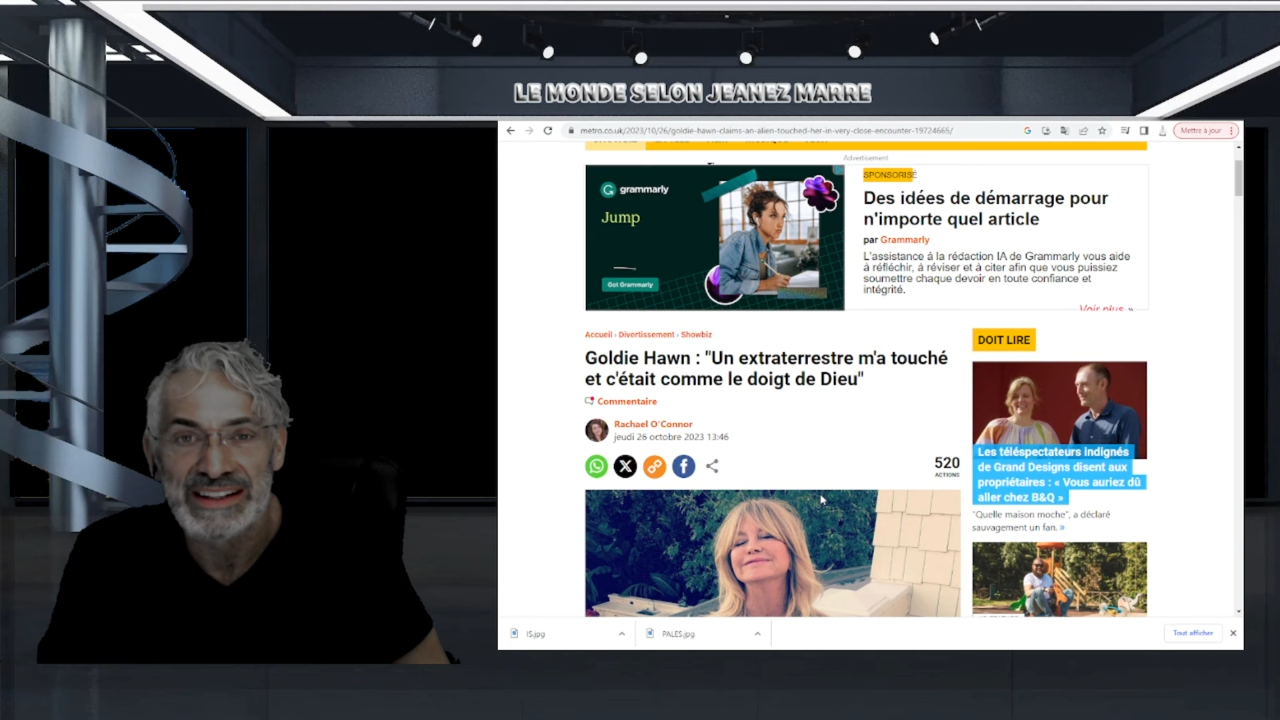 LE MONDE SELON JEANEZ MARRE
metro.co.uk/2023/10/26/goldie-hawn-claims-an-alien-touched-her-in-very-close-encounter-19724665/
Mettre à jour
Advertisement
grammarly
Jump
Get Grammarly
SPONSORISÉ
Des idées de démarrage pour
n'importe quel article
par Grammarly
L'assistance à la rédaction IA de Grammarly vous aide
à réfléchir, à réviser et à citer afin que vous puissiez
soumettre chaque devoir en toute confiance et
intégrité.
Voir plus »
Accueil › Divertissement › Showbiz
Goldie Hawn : "Un extraterrestre m'a touché
et c'était comme le doigt de Dieu"
Commentaire
Rachael O'Connor
jeudi 26 octobre 2023 13:46
520
ACTIONS
DOIT LIRE
Les téléspectateurs indignés
de Grand Designs disent aux
propriétaires : « Vous auriez dû
aller chez B&Q »
"Quelle maison moche", a déclaré
sauvagement un fan. »
IS.jpg
PALES.jpg
Tout afficher